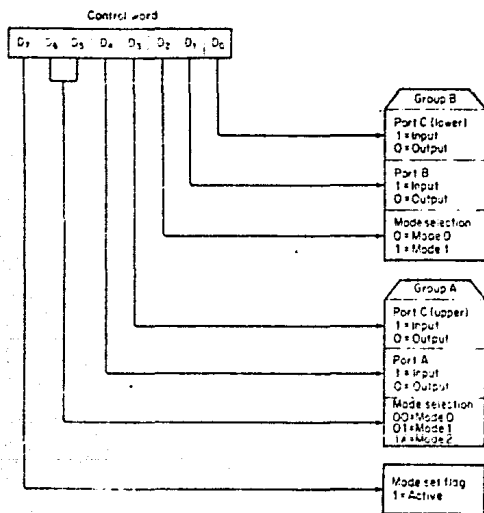 Control word
D7 D6 D5 D4 D3 D2 D1 D0
Group B
Port C (lower)
1 = Input
0 = Output
Port B
1 = Input
0 = Output
Mode selection
0 = Mode 0
1 = Mode 1
Group A
Port C (upper)
1 = Input
0 = Output
Port A
1 = Input
0 = Output
Mode selection
00 = Mode 0
01 = Mode 1
1X = Mode 2
Mode set flag
1 = Active